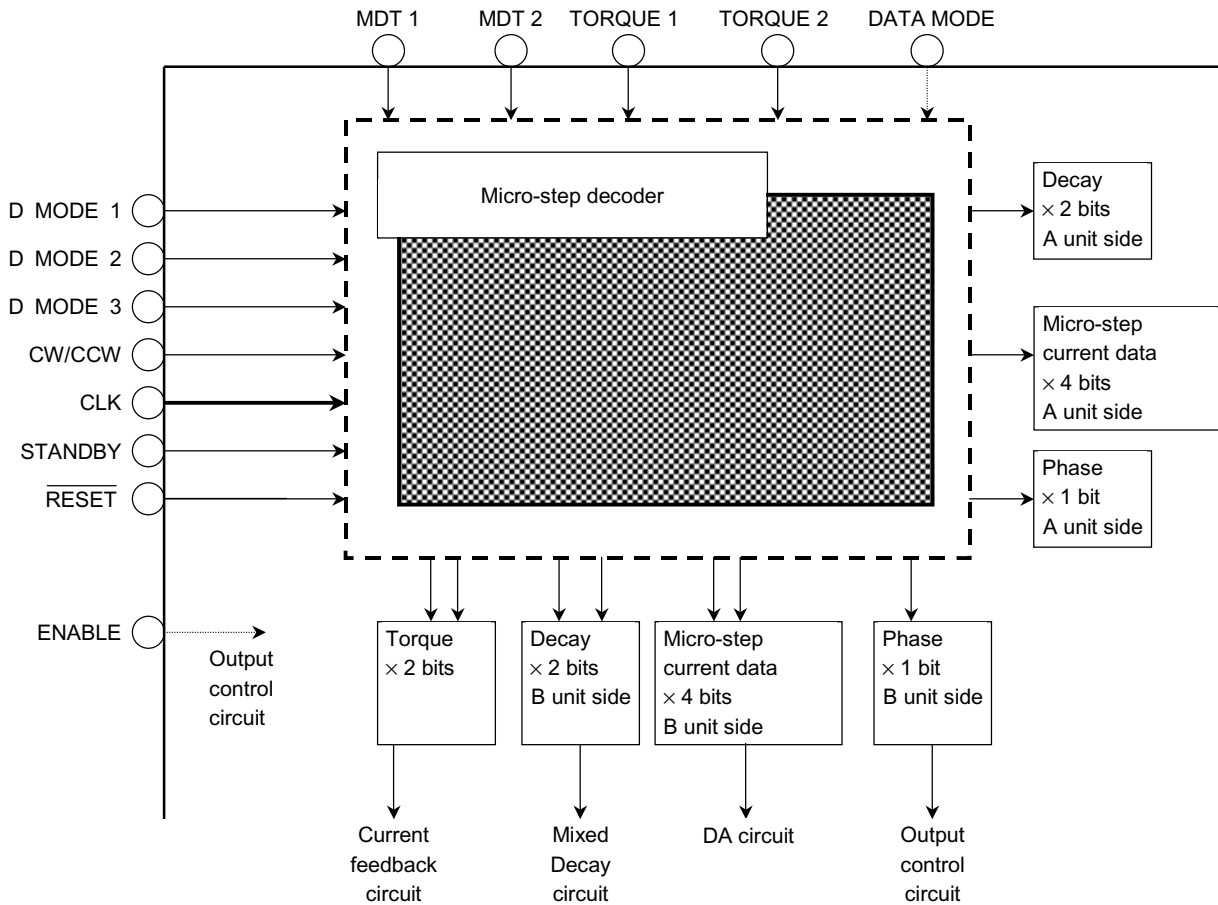 MDT 1
MDT 2
TORQUE 1
TORQUE 2
DATA MODE
D MODE 1
D MODE 2
D MODE 3
CW/CCW
CLK
STANDBY
RESET
ENABLE
Output
control
circuit
Micro-step decoder
Decay
× 2 bits
A unit side
Micro-step
current data
× 4 bits
A unit side
Phase
× 1 bit
A unit side
Torque
× 2 bits
Decay
× 2 bits
B unit side
Micro-step
current data
× 4 bits
B unit side
Phase
× 1 bit
B unit side
Current
feedback
circuit
Mixed
Decay
circuit
DA circuit
Output
control
circuit